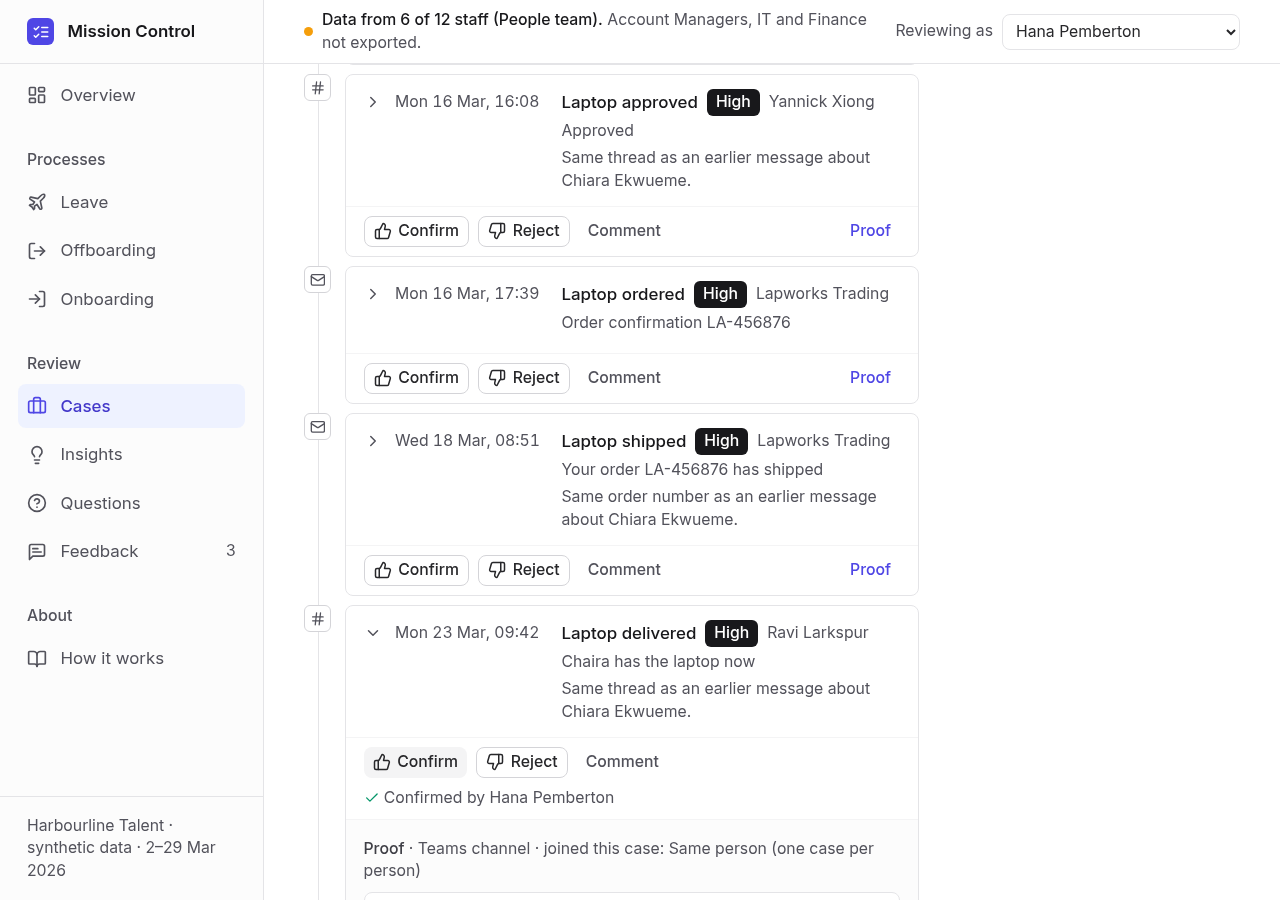 Mission Control
Data from 6 of 12 staff (People team). Account Managers, IT and Finance
not exported.
Reviewing as
Hana Pemberton
Overview
Processes
Leave
Offboarding
Onboarding
Review
Cases
Insights
Questions
Feedback 3
About
How it works
Harbourline Talent ·
synthetic data · 2–29 Mar
2026
Mon 16 Mar, 16:08 Laptop approved High Yannick Xiong
Approved
Same thread as an earlier message about
Chiara Ekwueme.
Confirm Reject Comment Proof
Mon 16 Mar, 17:39 Laptop ordered High Lapworks Trading
Order confirmation LA-456876
Confirm Reject Comment Proof
Wed 18 Mar, 08:51 Laptop shipped High Lapworks Trading
Your order LA-456876 has shipped
Same order number as an earlier message
about Chiara Ekwueme.
Confirm Reject Comment Proof
Mon 23 Mar, 09:42 Laptop delivered High Ravi Larkspur
Chaira has the laptop now
Same thread as an earlier message about
Chiara Ekwueme.
Confirm Reject Comment
Confirmed by Hana Pemberton
Proof · Teams channel · joined this case: Same person (one case per
person)